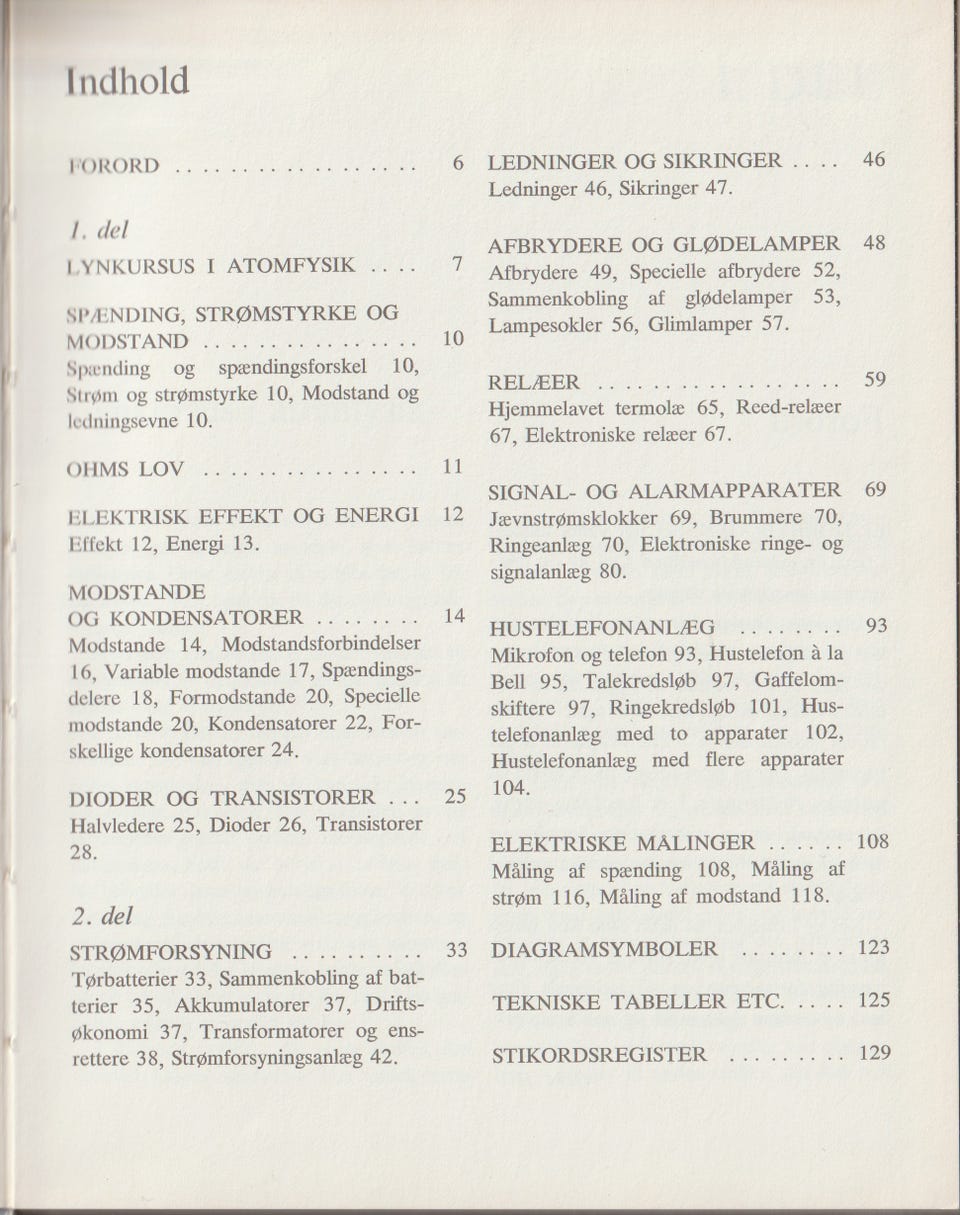 Indhold
FORORD . . . . . . . . . . . . . . . . . . 6
1. del
LYNKURSUS I ATOMFYSIK . . . . 7
SPÆNDING, STRØMSTYRKE OG
MODSTAND . . . . . . . . . . . . . . . . 10
Spænding og spændingsforskel 10,
Strøm og strømstyrke 10, Modstand og
ledningsevne 10.
OHMS LOV . . . . . . . . . . . . . . . . 11
ELEKTRISK EFFEKT OG ENERGI 12
Effekt 12, Energi 13.
MODSTANDE
OG KONDENSATORER . . . . . . . . 14
Modstande 14, Modstandsforbindelser
16, Variable modstande 17, Spændings-
delere 18, Formodstande 20, Specielle
modstande 20, Kondensatorer 22, For-
skellige kondensatorer 24.
DIODER OG TRANSISTORER . . . 25
Halvledere 25, Dioder 26, Transistorer
28.
2. del
STRØMFORSYNING . . . . . . . . . . 33
Tørbatterier 33, Sammenkobling af bat-
terier 35, Akkumulatorer 37, Drifts-
økonomi 37, Transformatorer og ens-
rettere 38, Strømforsyningsanlæg 42.
LEDNINGER OG SIKRINGER . . . . 46
Ledninger 46, Sikringer 47.
AFBRYDERE OG GLØDELAMPER 48
Afbrydere 49, Specielle afbrydere 52,
Sammenkobling af glødelamper 53,
Lampesokler 56, Glimlamper 57.
RELÆER . . . . . . . . . . . . . . . . . . 59
Hjemmelavet termolæ 65, Reed-relæer
67, Elektroniske relæer 67.
SIGNAL- OG ALARMAPPARATER 69
Jævnstrømsklokker 69, Brummere 70,
Ringeanlæg 70, Elektroniske ringe- og
signalanlæg 80.
HUSTELEFONANLÆG . . . . . . . . 93
Mikrofon og telefon 93, Hustelefon à la
Bell 95, Talekredsløb 97, Gaffelom-
skiftere 97, Ringekredsløb 101, Hus-
telefonanlæg med to apparater 102,
Hustelefonanlæg med flere apparater
104.
ELEKTRISKE MÅLINGER . . . . . . 108
Måling af spænding 108, Måling af
strøm 116, Måling af modstand 118.
DIAGRAMSYMBOLER . . . . . . . . 123
TEKNISKE TABELLER ETC. . . . . 125
STIKORDSREGISTER . . . . . . . . . 129